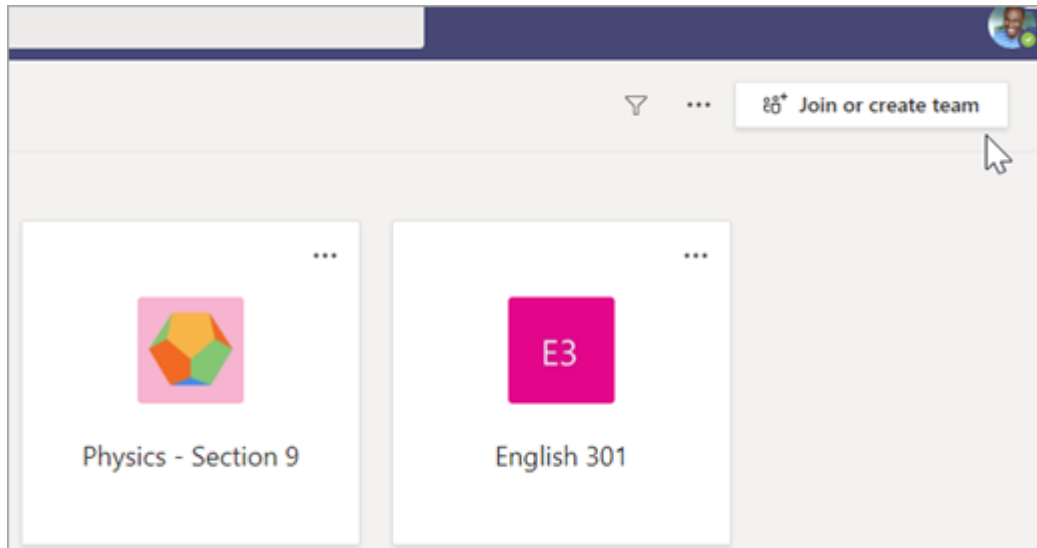 Join or create team
E3
Physics - Section 9
English 301